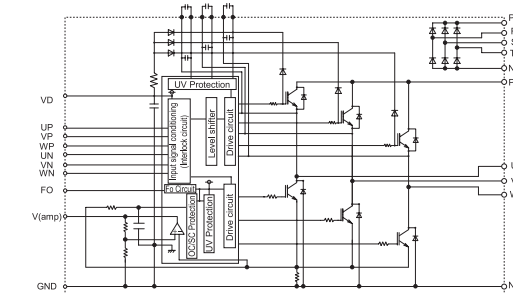 VD
UP
VP
WP
UN
VN
WN
FO
V(amp)
GND
UV Protection
Input signal conditioning
(Interlock circuit)
Level shifter
Drive circuit
Fo Circuit
OC/SC Protection
UV Protection
Drive circuit
N